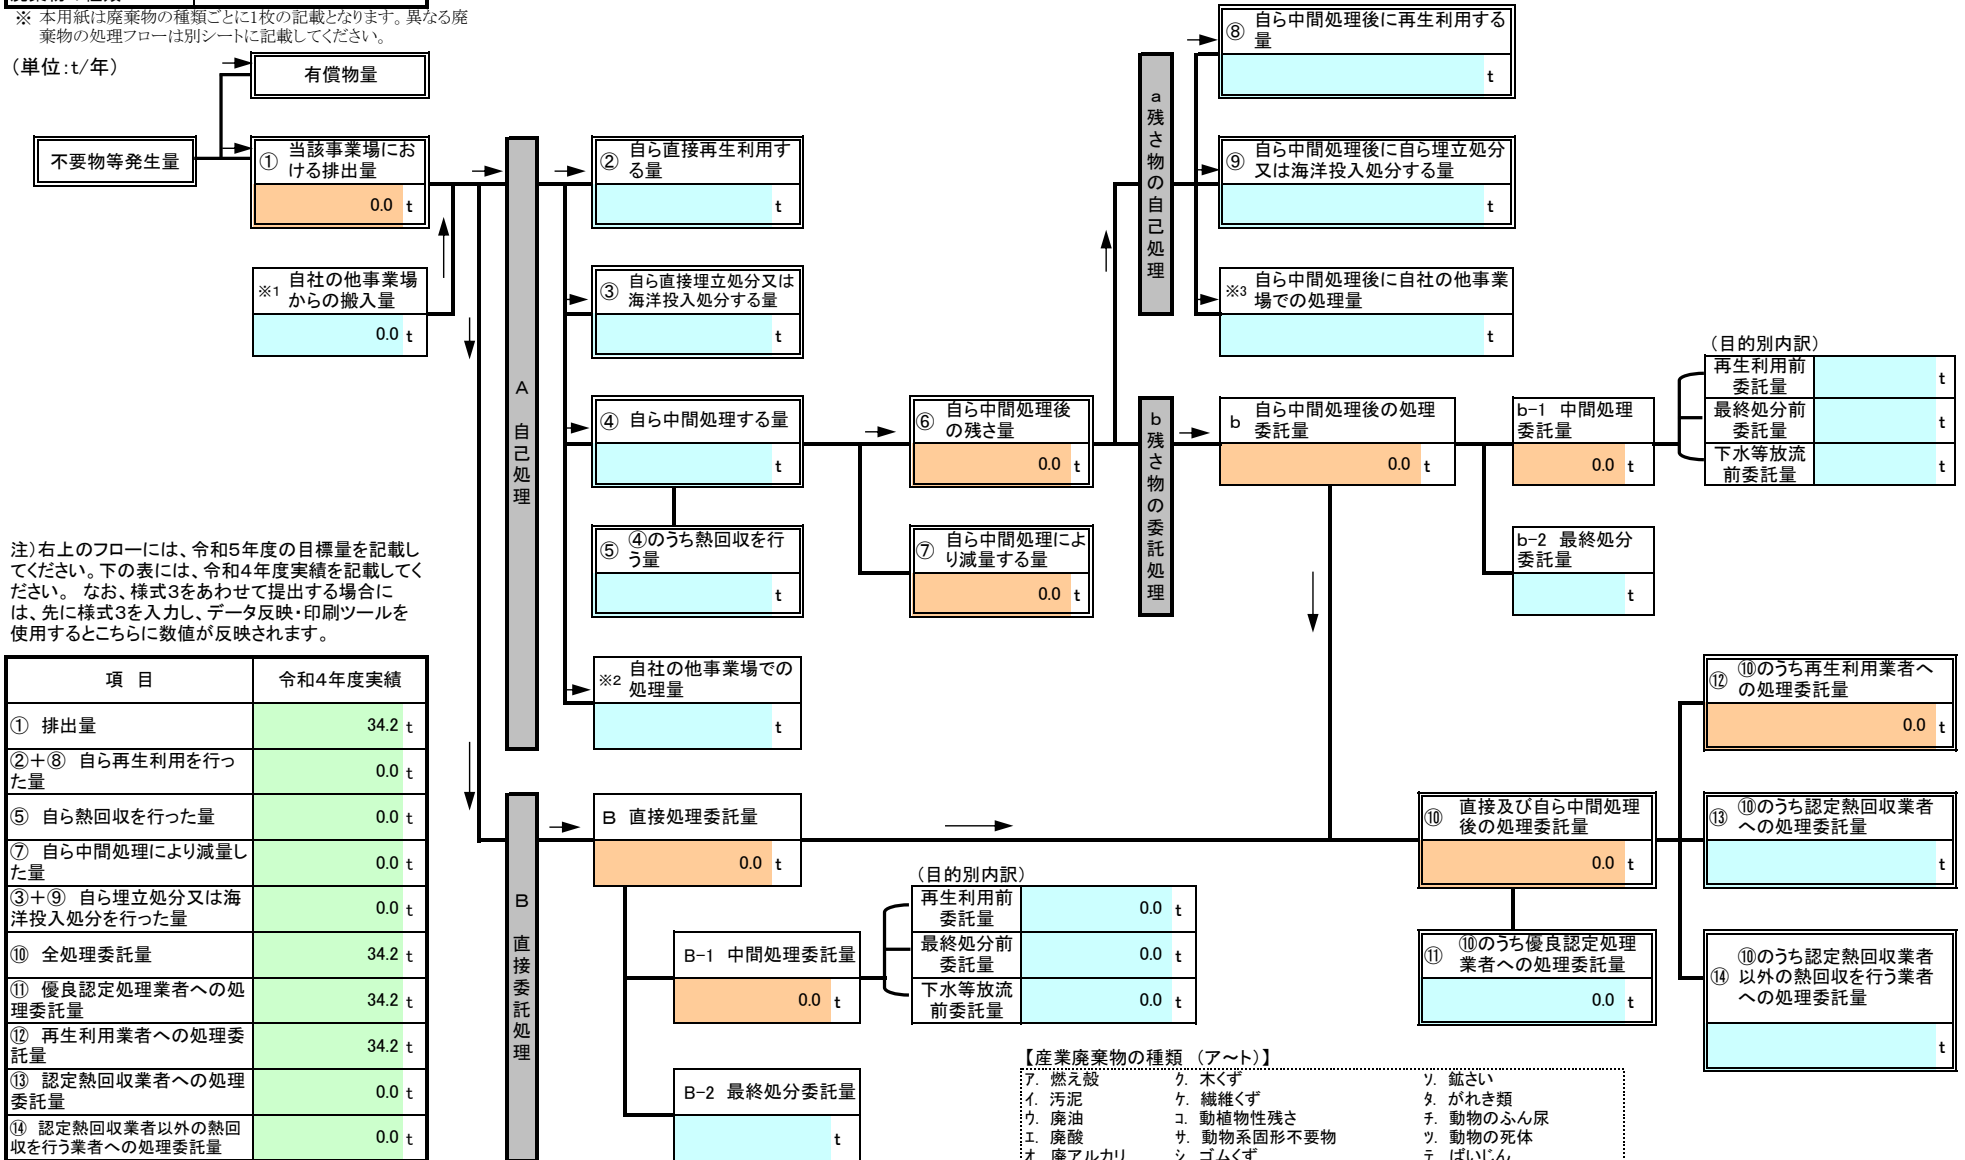 ※ 本用紙は廃棄物の種類ごとに1枚の記載となります。異なる廃
棄物の処理フローは別シートに記載してください。
(単位:t/年)
有償物量
不要物等発生量
① 当該事業場にお
ける排出量
0.0 t
※1 自社の他事業場
からの搬入量
0.0 t
A 自己処理
② 自ら直接再生利用す
る量
t
③ 自ら直接埋立処分又は
海洋投入処分する量
t
④ 自ら中間処理する量
t
⑤ ④のうち熱回収を行
う量
t
※2 自社の他事業場での
処理量
t
⑥ 自ら中間処理後
の残さ量
0.0 t
⑦ 自ら中間処理によ
り減量する量
0.0 t
a 残さ物の自己処理
⑧ 自ら中間処理後に再生利用する
量
t
⑨ 自ら中間処理後に自ら埋立処分
又は海洋投入処分する量
t
※3 自ら中間処理後に自社の他事業
場での処理量
t
b 残さ物の委託処理
b 自ら中間処理後の処理
委託量
0.0 t
b-1 中間処理
委託量
0.0 t
b-2 最終処分
委託量
t
(目的別内訳)
再生利用前
委託量
t
最終処分前
委託量
t
下水等放流
前委託量
t
注)右上のフローには、令和5年度の目標量を記載し
てください。下の表には、令和4年度実績を記載してく
ださい。 なお、様式3をあわせて提出する場合に
は、先に様式3を入力し、データ反映・印刷ツールを
使用するとこちらに数値が反映されます。
項 目 令和4年度実績
① 排出量 34.2 t
②+⑧ 自ら再生利用を行っ
た量 0.0 t
⑤ 自ら熱回収を行った量 0.0 t
⑦ 自ら中間処理により減量し
た量 0.0 t
③+⑨ 自ら埋立処分又は海
洋投入処分を行った量 0.0 t
⑩ 全処理委託量 34.2 t
⑪ 優良認定処理業者への処
理委託量 34.2 t
⑫ 再生利用業者への処理委
託量 34.2 t
⑬ 認定熱回収業者への処理
委託量 0.0 t
⑭ 認定熱回収業者以外の熱回
収を行う業者への処理委託量 0.0 t
B 直接委託処理
B 直接処理委託量
0.0 t
B-1 中間処理委託量
0.0 t
B-2 最終処分委託量
t
(目的別内訳)
再生利用前
委託量
0.0 t
最終処分前
委託量
0.0 t
下水等放流
前委託量
0.0 t
⑩ 直接及び自ら中間処理
後の処理委託量
0.0 t
⑪ ⑩のうち優良認定処理
業者への処理委託量
0.0 t
⑫ ⑩のうち再生利用業者へ
の処理委託量
0.0 t
⑬ ⑩のうち認定熱回収業者
への処理委託量
t
⑭ ⑩のうち認定熱回収業者
以外の熱回収を行う業者
への処理委託量
t
【産業廃棄物の種類 (ア~ト)】
ア. 燃え殻 ク. 木くず ソ. 鉱さい
イ. 汚泥 ケ. 繊維くず タ. がれき類
ウ. 廃油 コ. 動植物性残さ チ. 動物のふん尿
エ. 廃酸 サ. 動物系固形不要物 ツ. 動物の死体
オ. 廃アルカリ シ. ゴムくず テ. ばいじん